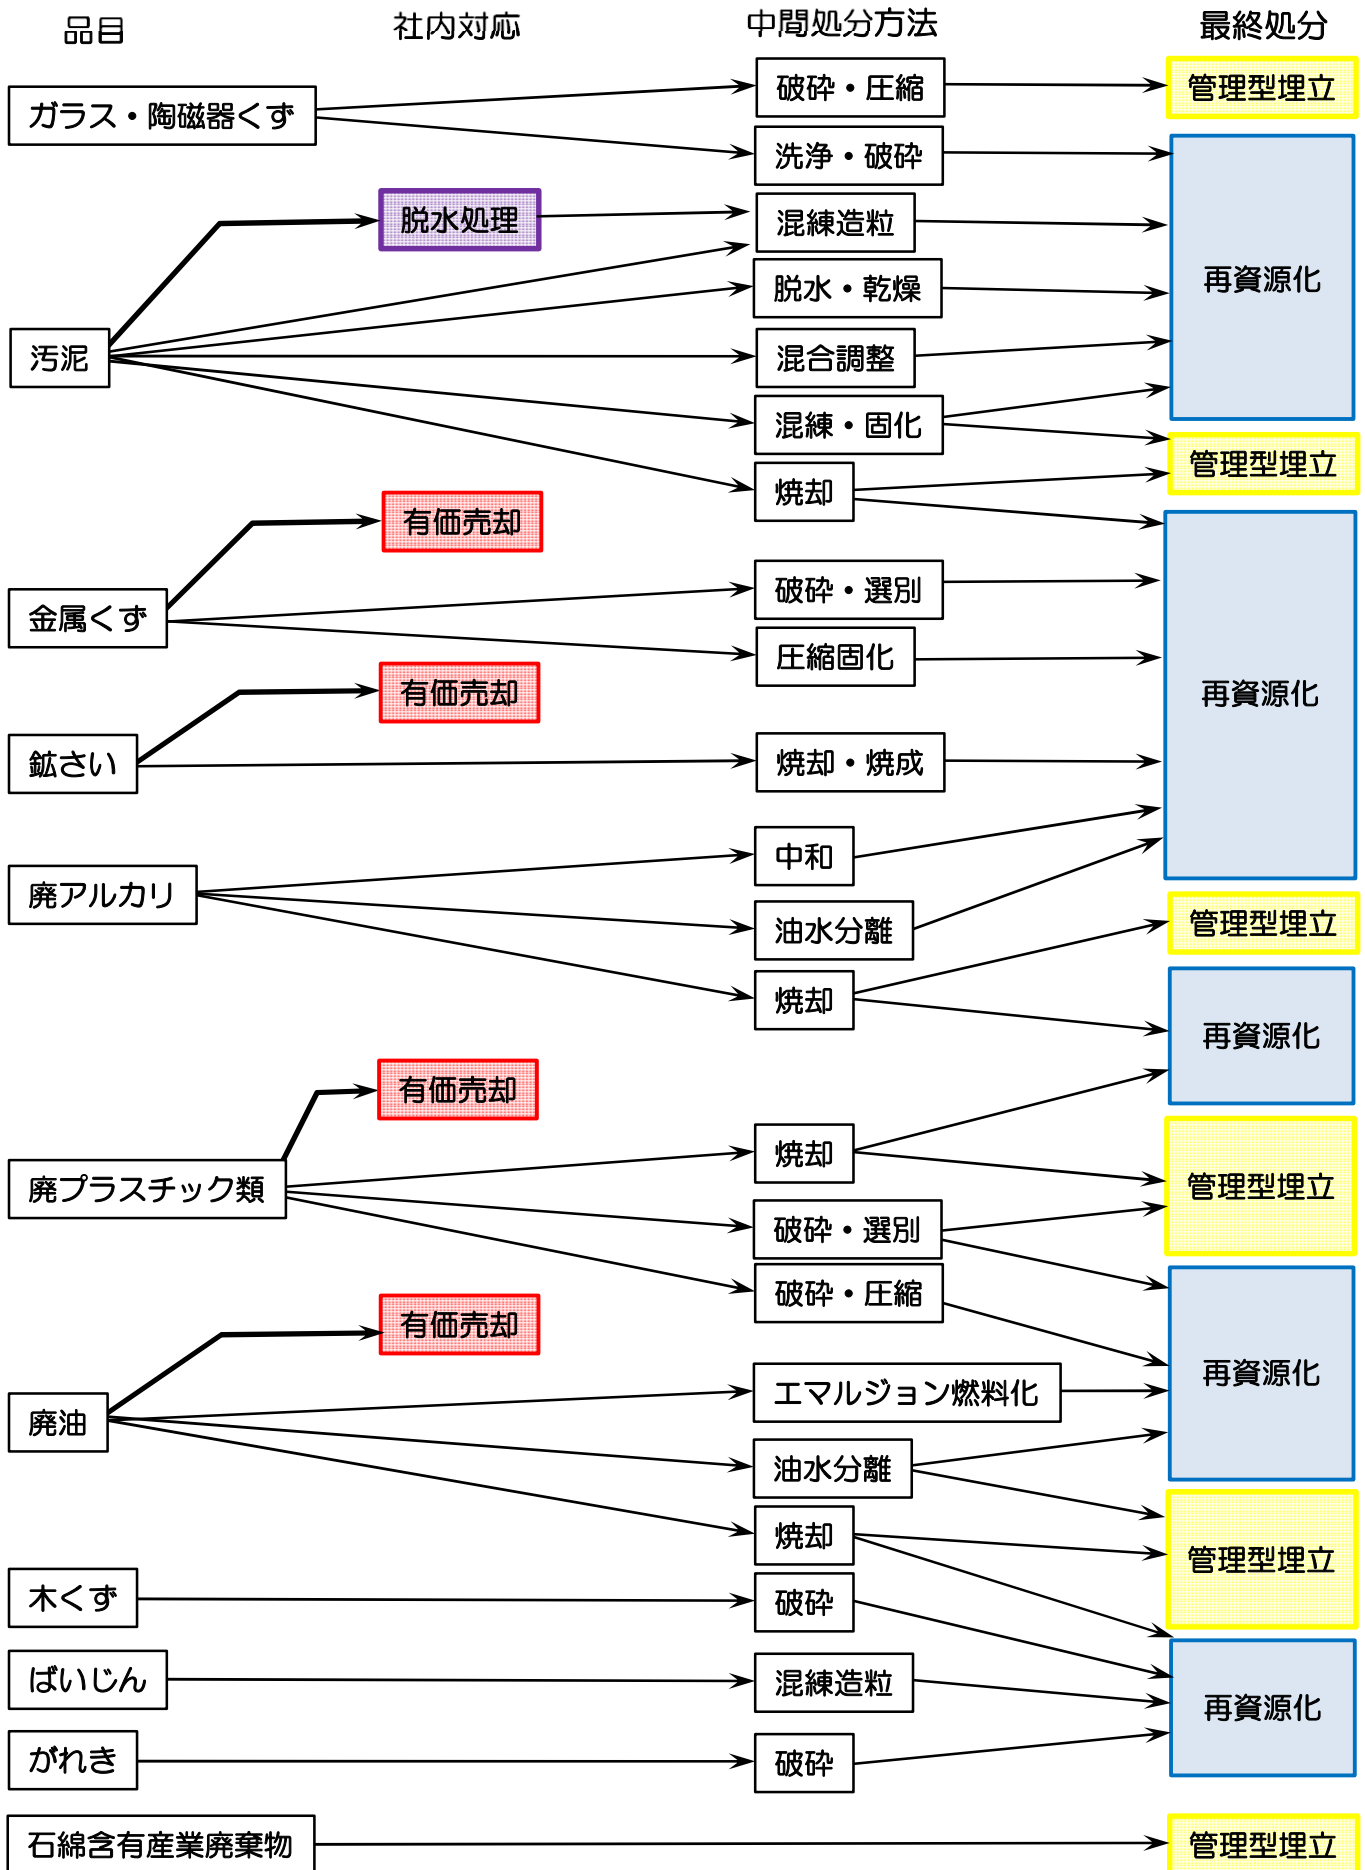 品目
社内対応
中間処分方法
最終処分
ガラス・陶磁器くず
破砕・圧縮
管理型埋立
洗浄・破砕
再資源化
汚泥
脱水処理
混練造粒
脱水・乾燥
混合調整
混練・固化
焼却
管理型埋立
金属くず
有価売却
破砕・選別
圧縮固化
再資源化
鉱さい
有価売却
焼却・焼成
廃アルカリ
中和
油水分離
焼却
管理型埋立
再資源化
廃プラスチック類
有価売却
焼却
破砕・選別
破砕・圧縮
管理型埋立
再資源化
廃油
有価売却
エマルジョン燃料化
油水分離
焼却
管理型埋立
木くず
破砕
ばいじん
混練造粒
再資源化
がれき
破砕
石綿含有産業廃棄物
管理型埋立